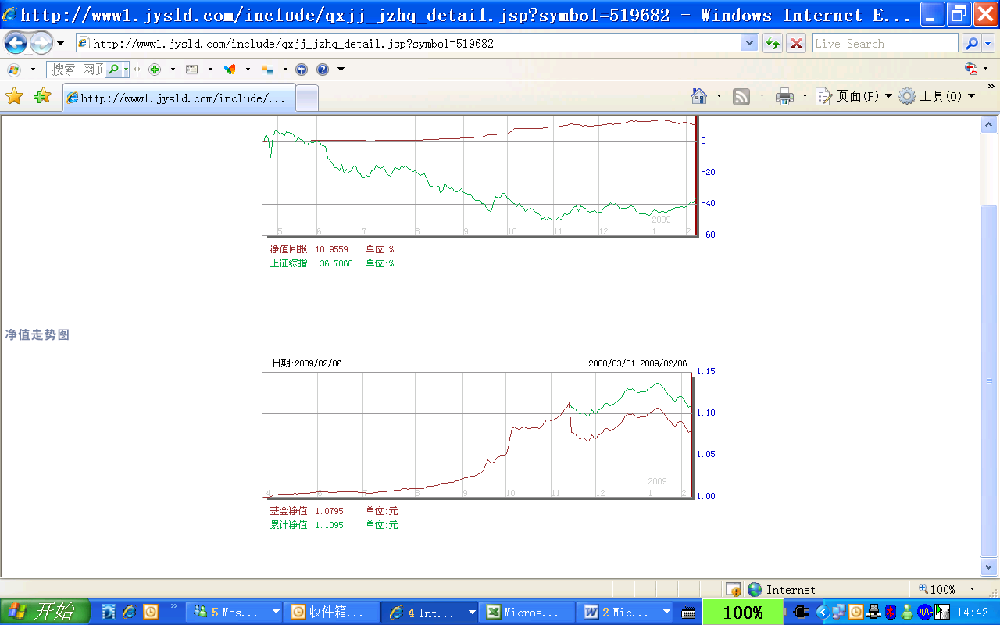 http://www1.jysld.com/include/qxjj_jzhq_detail.jsp?symbol=519682 - Windows Internet E...
http://www1.jysld.com/include/qxjj_jzhq_detail.jsp?symbol=519682
Live Search
搜索 网页
http://www1.jysld.com/include/...
页面(P)
工具(O)
0
-20
-40
-60
2009
5 6 7 8 9 10 11 12 1 2
净值回报 10.9559 单位:%
上证综指 -36.7068 单位:%
净值走势图
日期:2009/02/06 2008/03/31-2009/02/06
1.15
1.10
1.05
1.00
2009
4 6 7 8 9 10 11 12 1 2
基金净值 1.0795 单位:元
累计净值 1.1095 单位:元
Internet
100%
开始
5 Mes...
收件箱...
4 Int...
Micros...
2 Mic...
100%
14:42